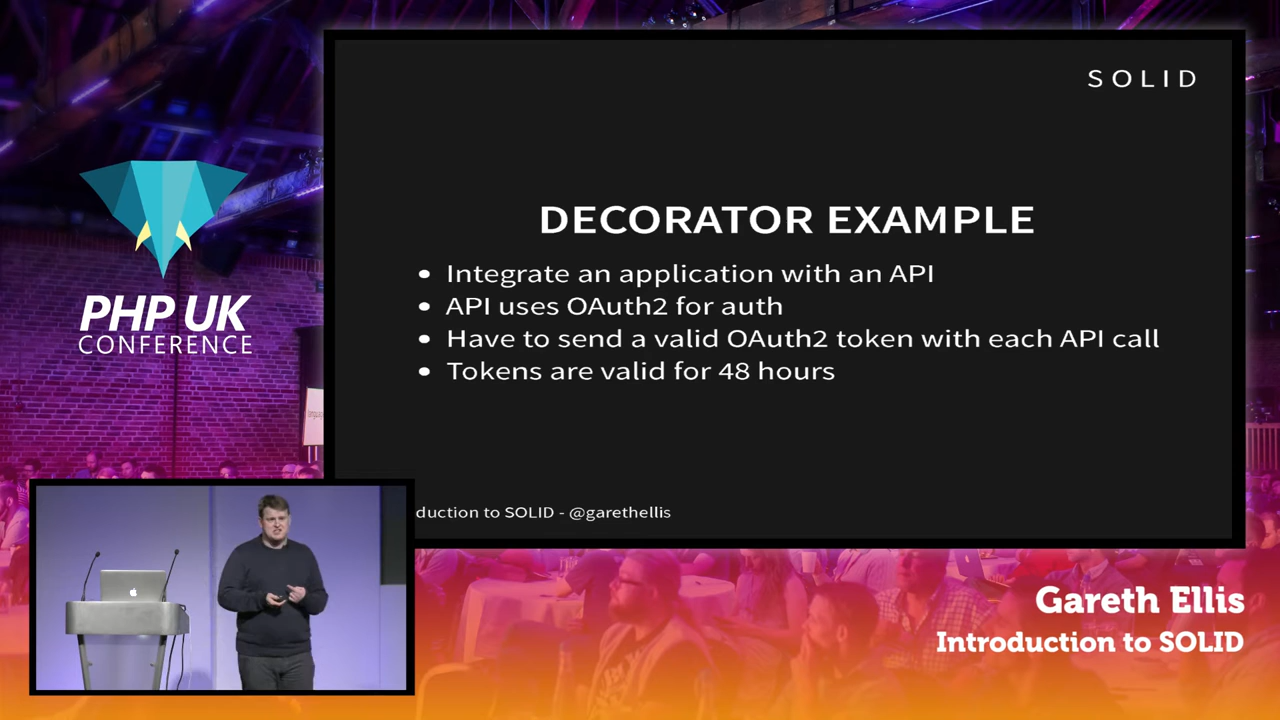 SOLID
DECORATOR EXAMPLE
• Integrate an application with an API
• API uses OAuth2 for auth
• Have to send a valid OAuth2 token with each API call
• Tokens are valid for 48 hours
duction to SOLID - @garethellis
PHP UK
CONFERENCE
Gareth Ellis
Introduction to SOLID